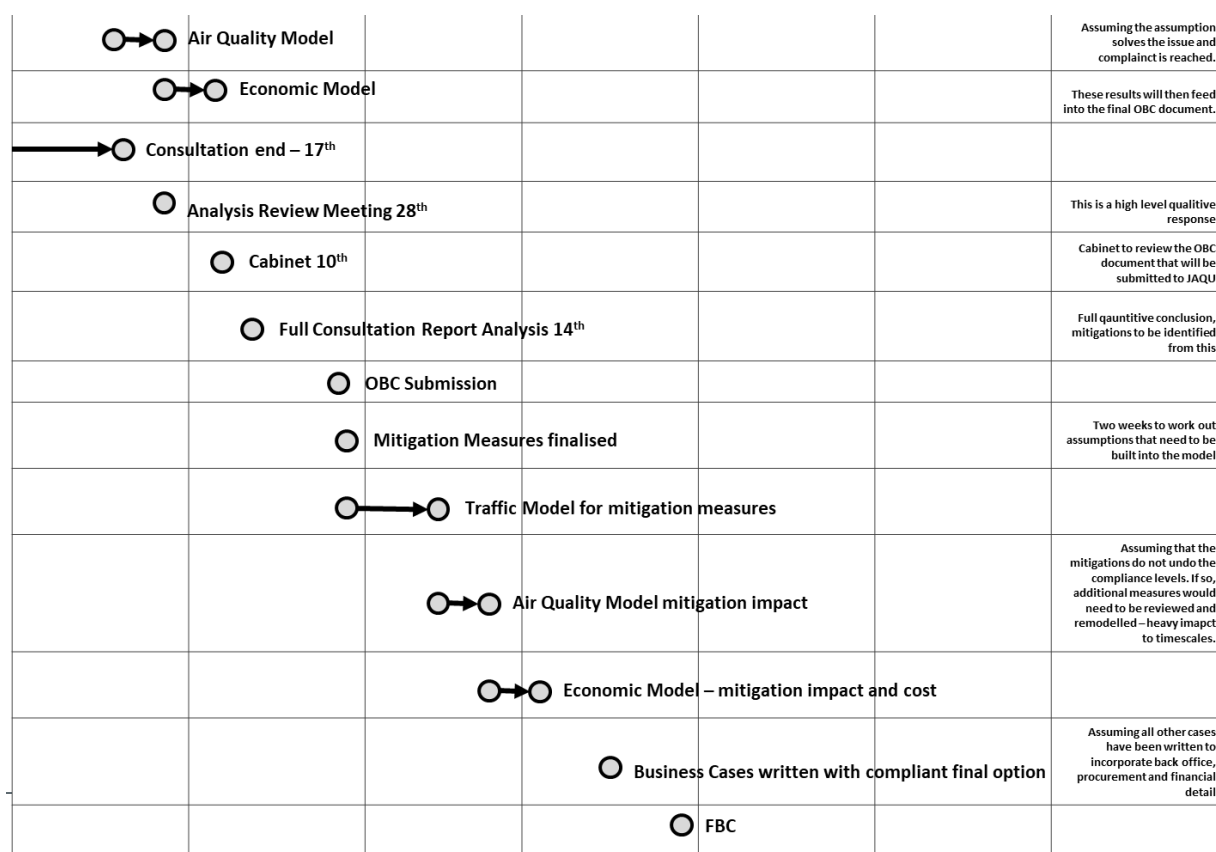 Air Quality Model
Assuming the assumption
solves the issue and
complainct is reached.
Economic Model
These results will then feed
into the final OBC document.
Consultation end – 17th
Analysis Review Meeting 28th
This is a high level qualitive
response
Cabinet 10th
Cabinet to review the OBC
document that will be
submitted to JAQU
Full Consultation Report Analysis 14th
Full qauntitive conclusion,
mitigations to be identified
from this
OBC Submission
Mitigation Measures finalised
Two weeks to work out
assumptions that need to be
built into the model
Traffic Model for mitigation measures
Air Quality Model mitigation impact
Assuming that the
mitigations do not undo the
compliance levels. If so,
additional measures would
need to be reviewed and
remodelled – heavy imapct
to timescales.
Economic Model – mitigation impact and cost
Business Cases written with compliant final option
Assuming all other cases
have been written to
incorporate back office,
procurement and financial
detail
FBC